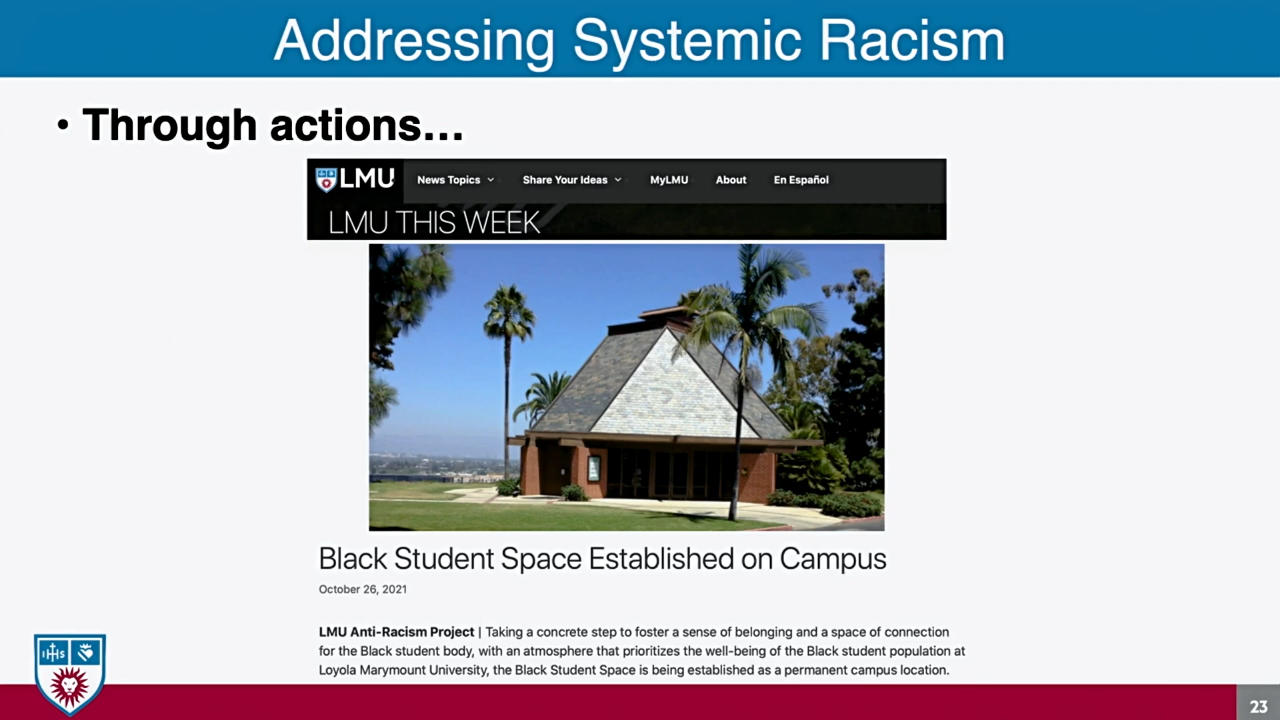 Addressing Systemic Racism
• Through actions…
LMU
News Topics
Share Your Ideas
MyLMU
About
En Español
LMU THIS WEEK
Black Student Space Established on Campus
October 26, 2021
LMU Anti-Racism Project | Taking a concrete step to foster a sense of belonging and a space of connection
for the Black student body, with an atmosphere that prioritizes the well-being of the Black student population at
Loyola Marymount University, the Black Student Space is being established as a permanent campus location.
IHS
23